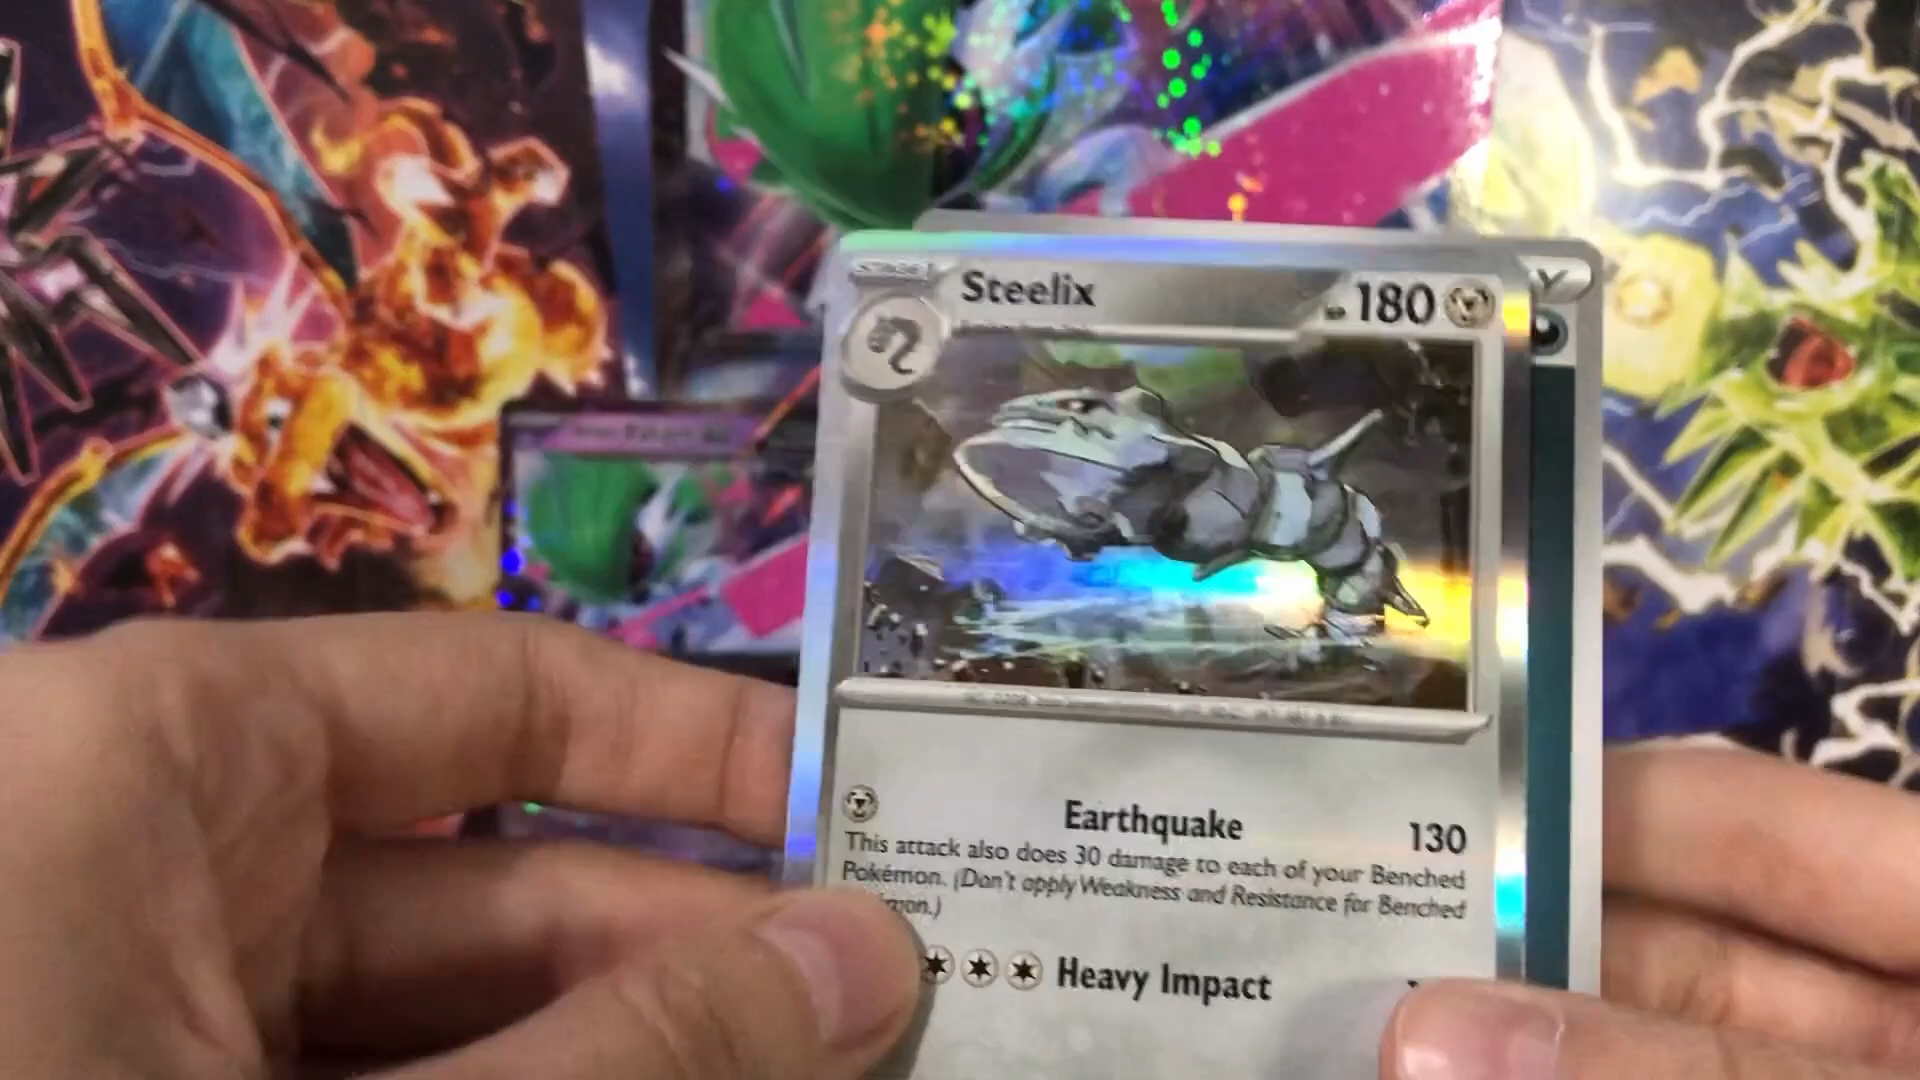 Steelix
180
Earthquake 130
This attack also does 30 damage to each of your Benched
Pokémon. (Don't apply Weakness and Resistance for Benched
Heavy Impact